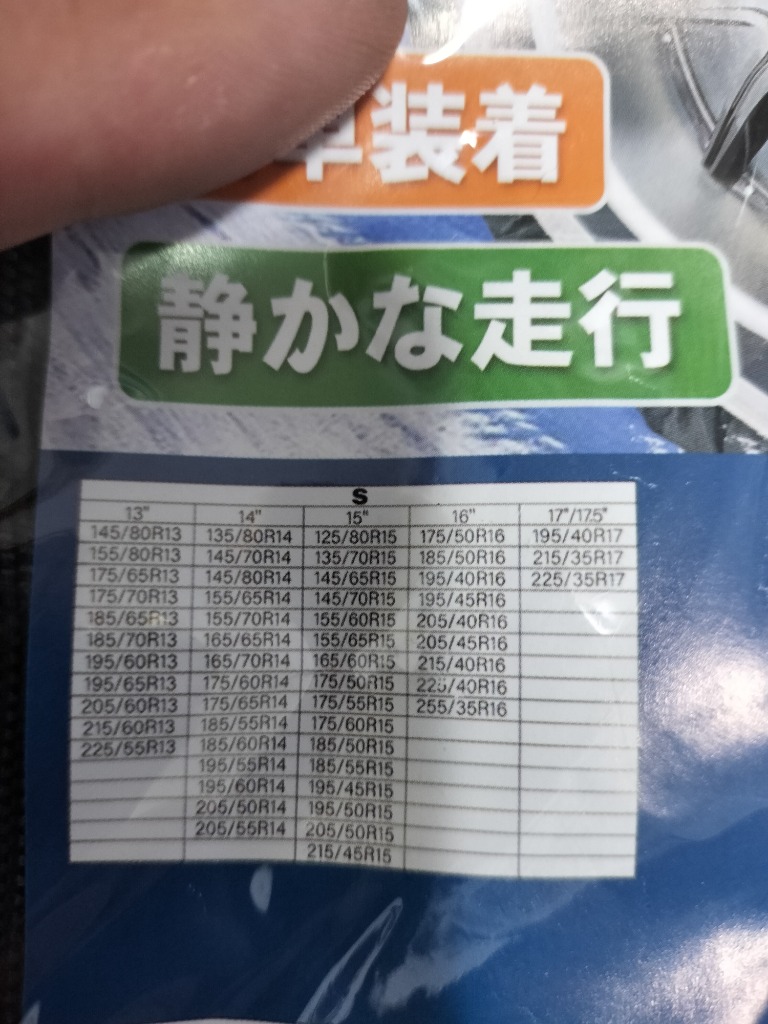 装着
静かな走行
S
13" 14" 15" 16" 17"/17.5"
145/80R13 135/80R14 125/80R15 175/50R16 195/40R17
155/80R13 145/70R14 135/70R15 185/50R16 215/35R17
175/65R13 145/80R14 145/65R15 195/40R16 225/35R17
175/70R13 155/65R14 145/70R15 195/45R16
185/65R13 155/70R14 155/60R15 205/40R16
185/70R13 165/65R14 155/65R15 205/45R16
195/60R13 165/70R14 165/60R15 215/40R16
195/65R13 175/60R14 175/50R15 225/40R16
205/60R13 175/65R14 175/55R15 255/35R16
215/60R13 185/55R14 175/60R15
225/55R13 185/60R14 185/50R15
195/55R14 185/55R15
195/60R14 195/45R15
205/50R14 195/50R15
205/55R14 205/50R15
215/45R15